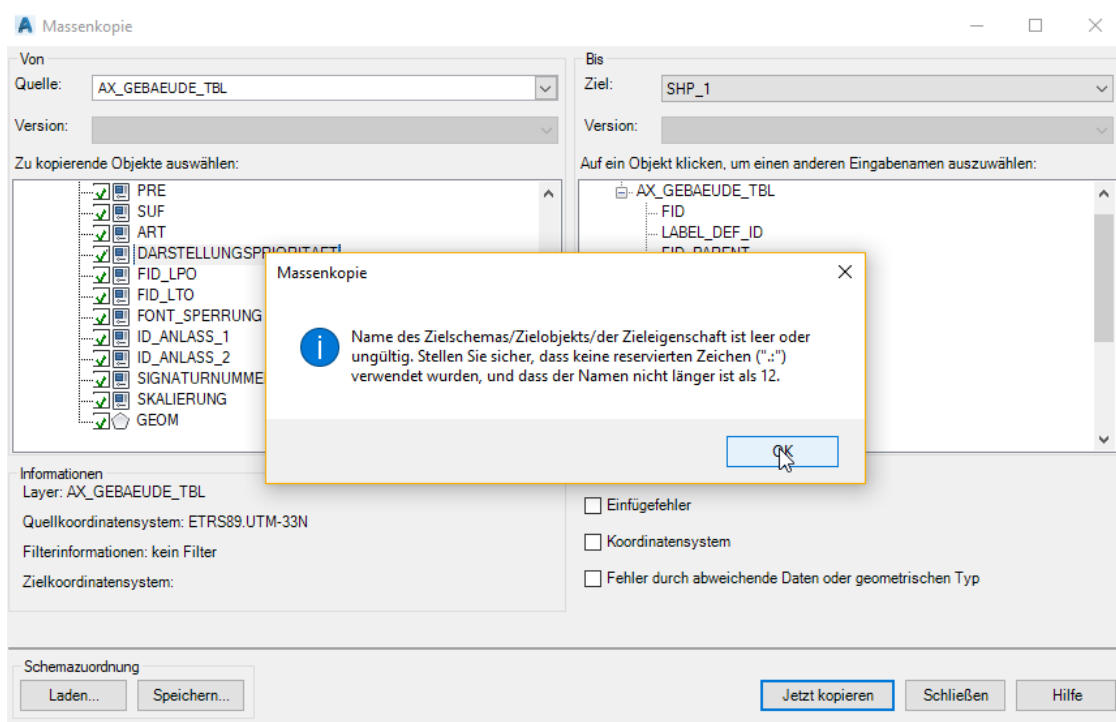 Massenkopie
Von
Quelle:
AX_GEBAEUDE_TBL
Version:
Zu kopierende Objekte auswählen:
PRE
SUF
ART
DARSTELLUNGSPRIORITAET
FID_LPO
FID_LTO
FONT_SPERRUNG
ID_ANLASS_1
ID_ANLASS_2
SIGNATURNUMME
SKALIERUNG
GEOM
Bis
Ziel:
SHP_1
Version:
Auf ein Objekt klicken, um einen anderen Eingabenamen auszuwählen:
AX_GEBAEUDE_TBL
FID
LABEL_DEF_ID
FID_PARENT
Massenkopie
Name des Zielschemas/Zielobjekts/der Zieleigenschaft ist leer oder
ungültig. Stellen Sie sicher, dass keine reservierten Zeichen (".:")
verwendet wurden, und dass der Namen nicht länger ist als 12.
OK
Informationen
Layer: AX_GEBAEUDE_TBL
Quellkoordinatensystem: ETRS89.UTM-33N
Filterinformationen: kein Filter
Zielkoordinatensystem:
Einfügefehler
Koordinatensystem
Fehler durch abweichende Daten oder geometrischen Typ
Schemazuordnung
Laden...
Speichern...
Jetzt kopieren
Schließen
Hilfe